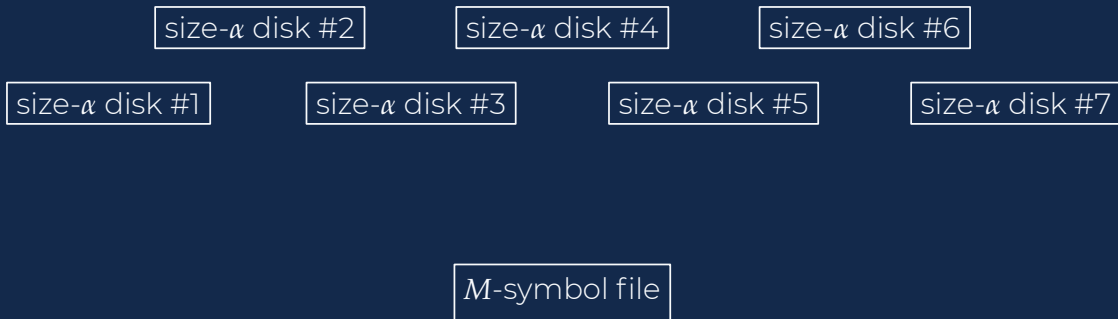 size-α disk #2 size-α disk #4 size-α disk #6
size-α disk #1 size-α disk #3 size-α disk #5 size-α disk #7
M-symbol file